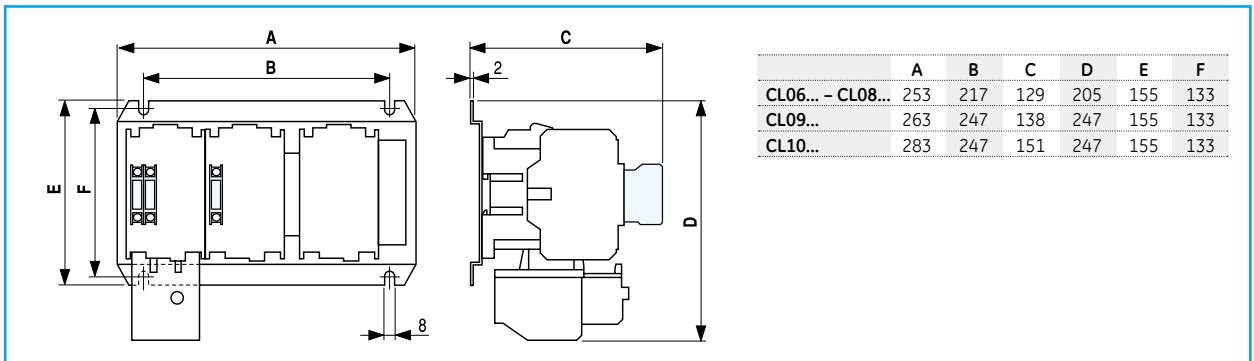 A
B
E
F
8
C
2
D
A B C D E F
CL06... – CL08... 253 217 129 205 155 133
CL09... 263 247 138 247 155 133
CL10... 283 247 151 247 155 133